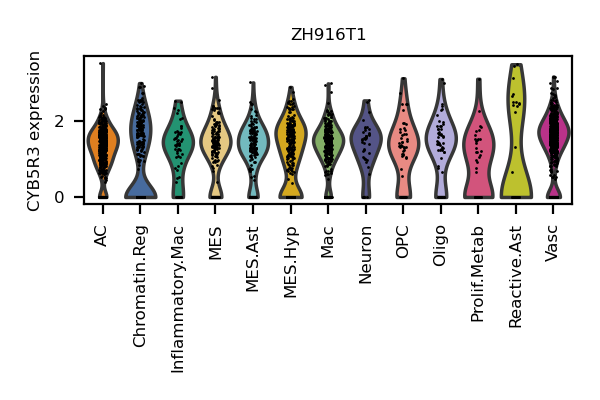 ZH916T1
CYB5R3 expression
2
0
AC
Chromatin.Reg
Inflammatory.Mac
MES
MES.Ast
MES.Hyp
Mac
Neuron
OPC
Oligo
Prolif.Metab
Reactive.Ast
Vasc